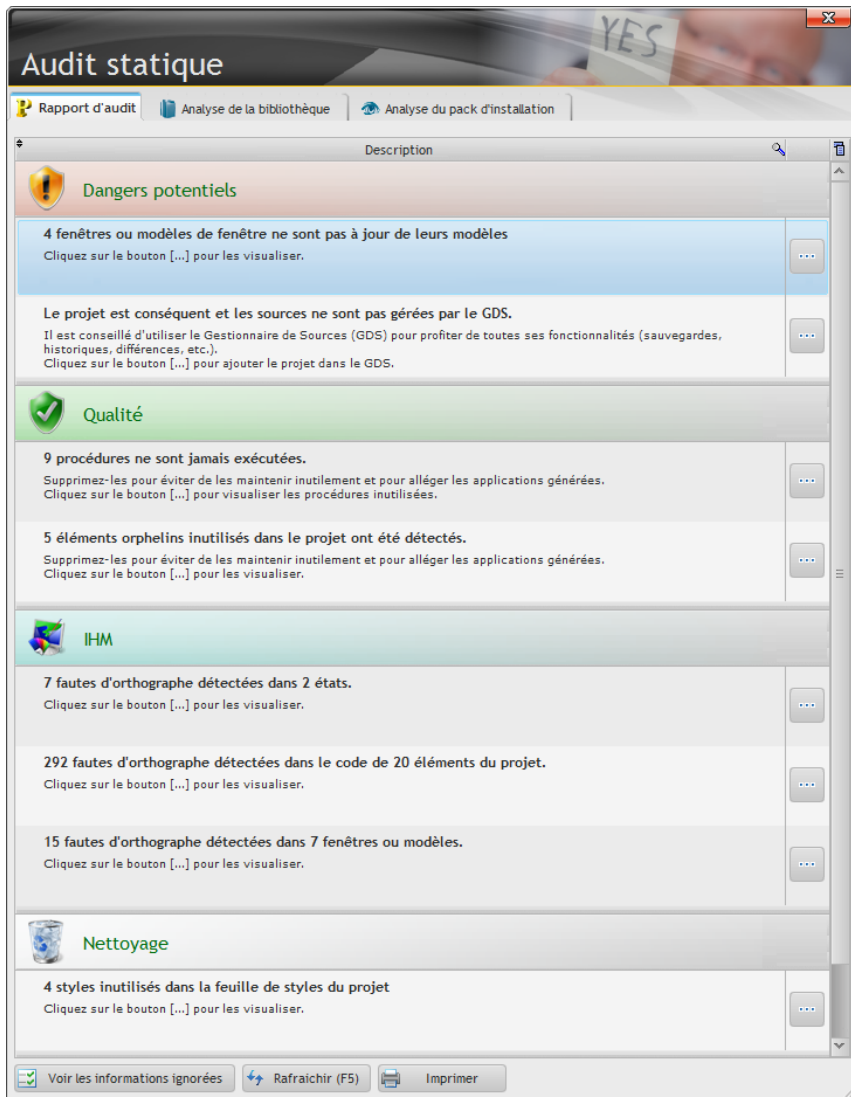 YES
Audit statique
Rapport d'audit
Analyse de la bibliothèque
Analyse du pack d'installation
Description
Dangers potentiels
4 fenêtres ou modèles de fenêtre ne sont pas à jour de leurs modèles
Cliquez sur le bouton [...] pour les visualiser.
...
Le projet est conséquent et les sources ne sont pas gérées par le GDS.
Il est conseillé d'utiliser le Gestionnaire de Sources (GDS) pour profiter de toutes ses fonctionnalités (sauvegardes,
historiques, différences, etc.).
Cliquez sur le bouton [...] pour ajouter le projet dans le GDS.
...
Qualité
9 procédures ne sont jamais exécutées.
Supprimez-les pour éviter de les maintenir inutilement et pour alléger les applications générées.
Cliquez sur le bouton [...] pour visualiser les procédures inutilisées.
...
5 éléments orphelins inutilisés dans le projet ont été détectés.
Supprimez-les pour éviter de les maintenir inutilement et pour alléger les applications générées.
Cliquez sur le bouton [...] pour les visualiser.
...
IHM
7 fautes d'orthographe détectées dans 2 états.
Cliquez sur le bouton [...] pour les visualiser.
...
292 fautes d'orthographe détectées dans le code de 20 éléments du projet.
Cliquez sur le bouton [...] pour les visualiser.
...
15 fautes d'orthographe détectées dans 7 fenêtres ou modèles.
Cliquez sur le bouton [...] pour les visualiser.
...
Nettoyage
4 styles inutilisés dans la feuille de styles du projet
Cliquez sur le bouton [...] pour les visualiser.
...
Voir les informations ignorées
Rafraichir (F5)
Imprimer